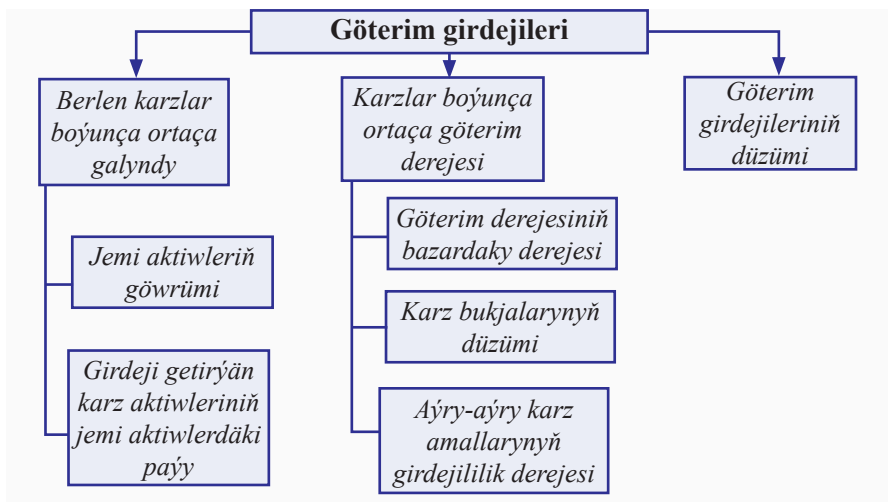 Göterim girdejileri
Berlen karzlar
boýunça ortaça
galyndy
Jemi aktiwleriň
göwrümi
Girdeji getirýän
karz aktiwleriniň
jemi aktiwlerdäki
paýy
Karzlar boýunça
ortaça göterim
derejesi
Göterim derejesiniň
bazardaky derejesi
Karz bukjalarynyň
düzümi
Aýry-aýry karz
amallarynyň
girdejililik derejesi
Göterim
girdejileriniň
düzümi